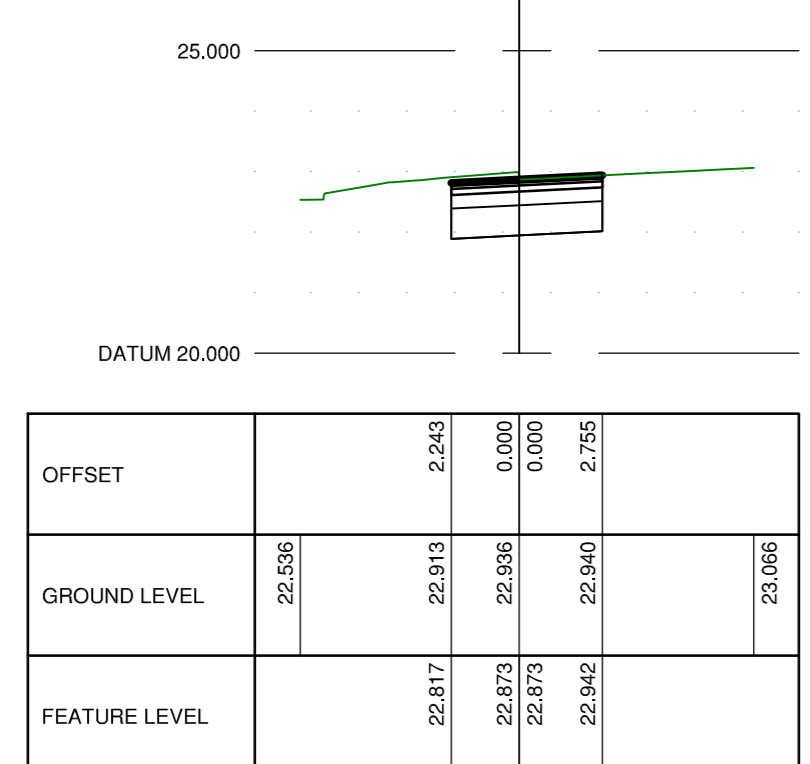 25.000
DATUM 20.000
OFFSET 2.243 0.000 0.000 2.755
GROUND LEVEL 22.536 22.913 22.936 22.940 23.066
FEATURE LEVEL 22.817 22.873 22.873 22.942